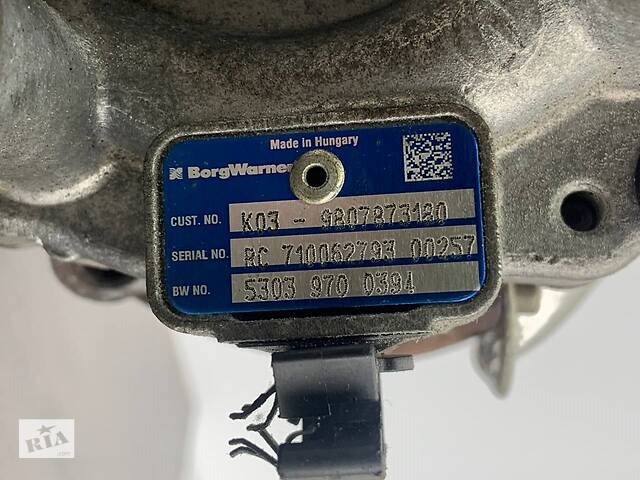 Made in Hungary
BorgWarner
CUST. NO. K03 - 9807873180
SERIAL NO. RC 710062793 00257
BW NO. 5303 970 0394
RIA
.com